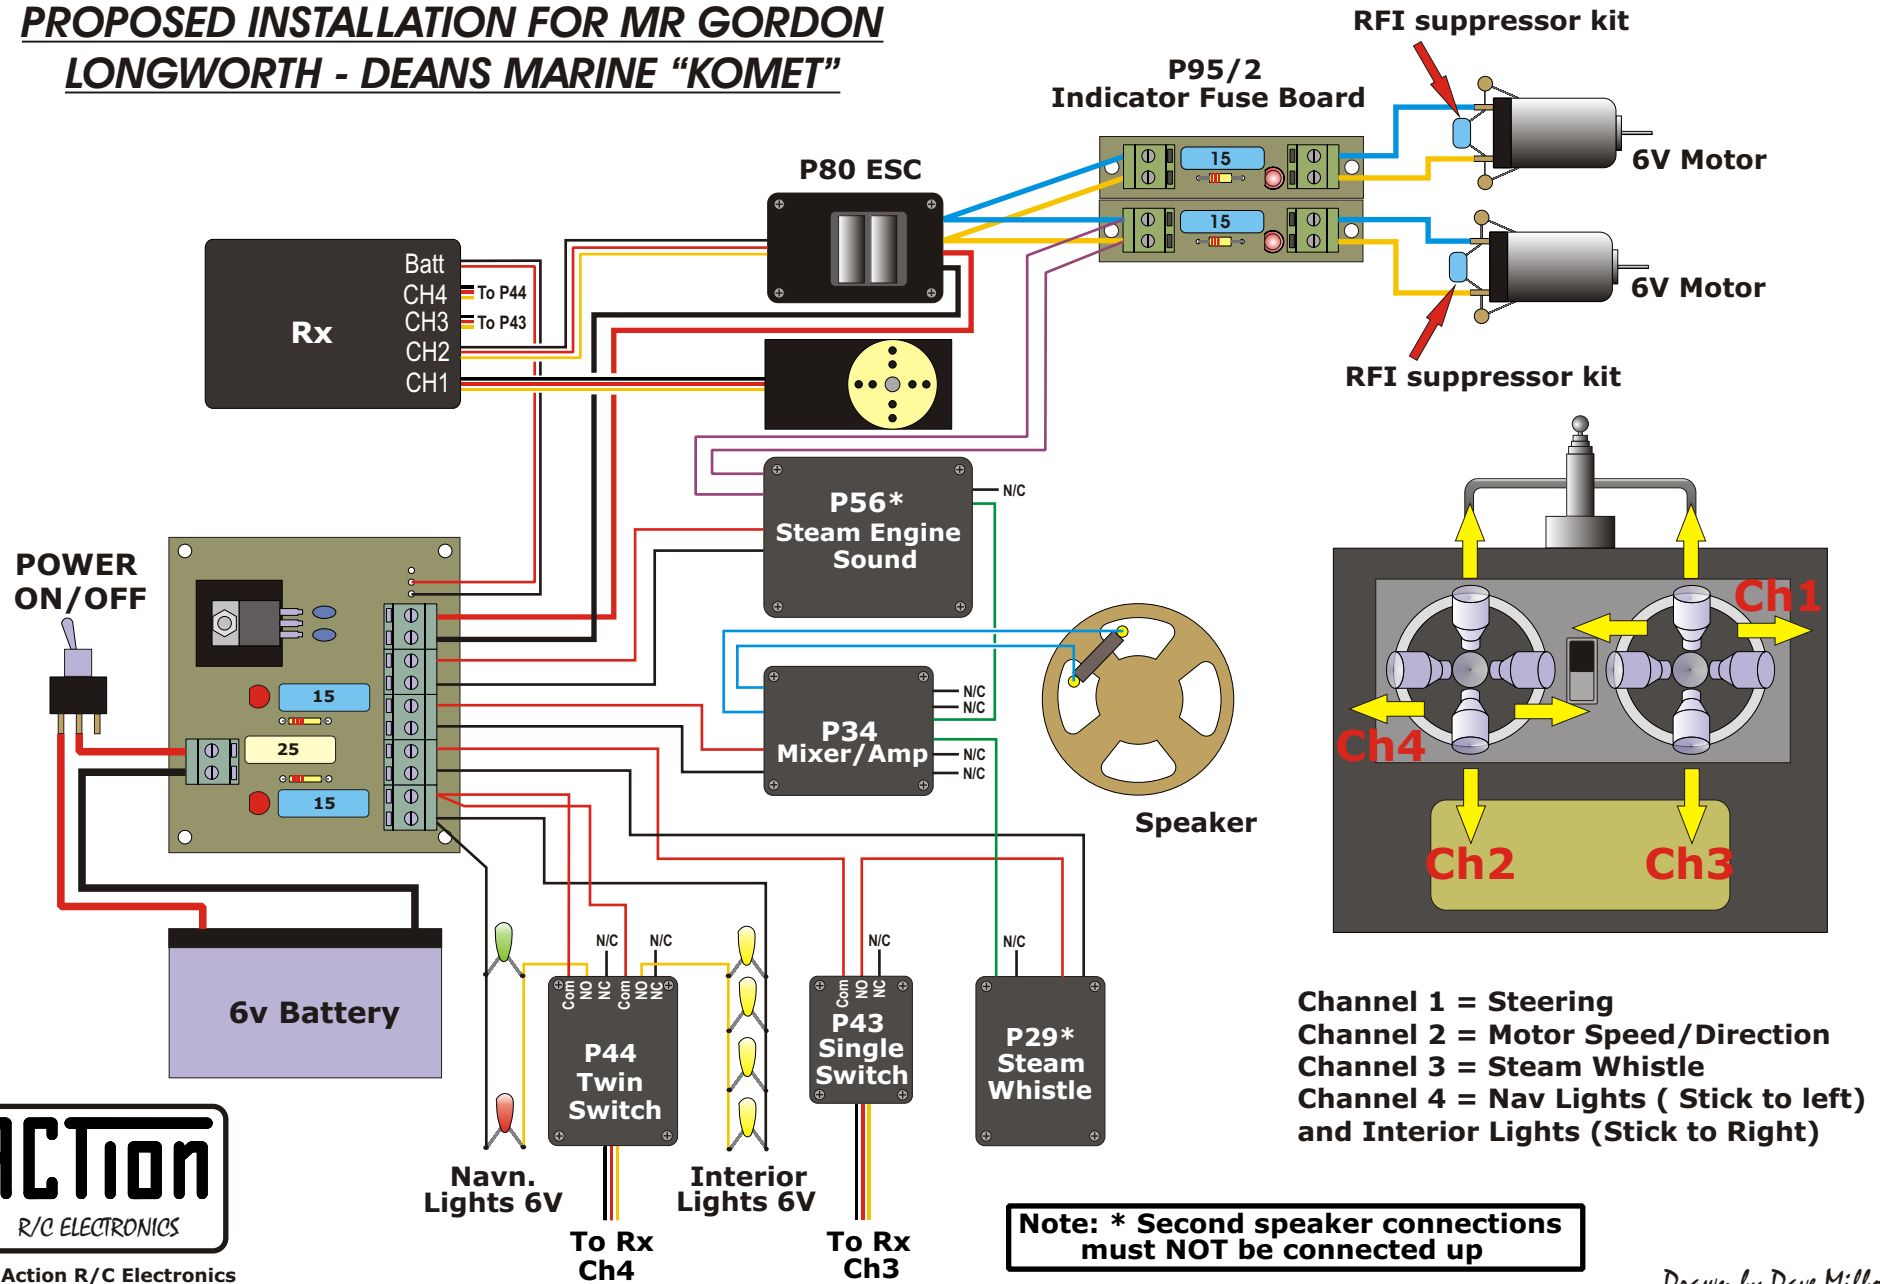 PROPOSED INSTALLATION FOR MR GORDON
LONGWORTH - DEANS MARINE “KOMET”
RFI suppressor kit
P95/2
Indicator Fuse Board
15
6V Motor
P80 ESC
15
6V Motor
RFI suppressor kit
Rx
Batt
CH4
To P44
CH3
To P43
CH2
CH1
P56*
Steam Engine
Sound
N/C
POWER
ON/OFF
15
25
15
P34
Mixer/Amp
N/C
N/C
N/C
N/C
Speaker
Ch1
Ch4
Ch2
Ch3
6v Battery
N/C
N/C
Com
NO
NC
Com
NO
NC
P44
Twin
Switch
N/C
Com
NO
NC
P43
Single
Switch
N/C
P29*
Steam
Whistle
Navn.
Lights 6V
Interior
Lights 6V
To Rx
Ch4
To Rx
Ch3
Channel 1 = Steering
Channel 2 = Motor Speed/Direction
Channel 3 = Steam Whistle
Channel 4 = Nav Lights ( Stick to left)
and Interior Lights (Stick to Right)
Note: * Second speaker connections
must NOT be connected up
ACTion
R/C ELECTRONICS
Action R/C Electronics
Drawn by Dave